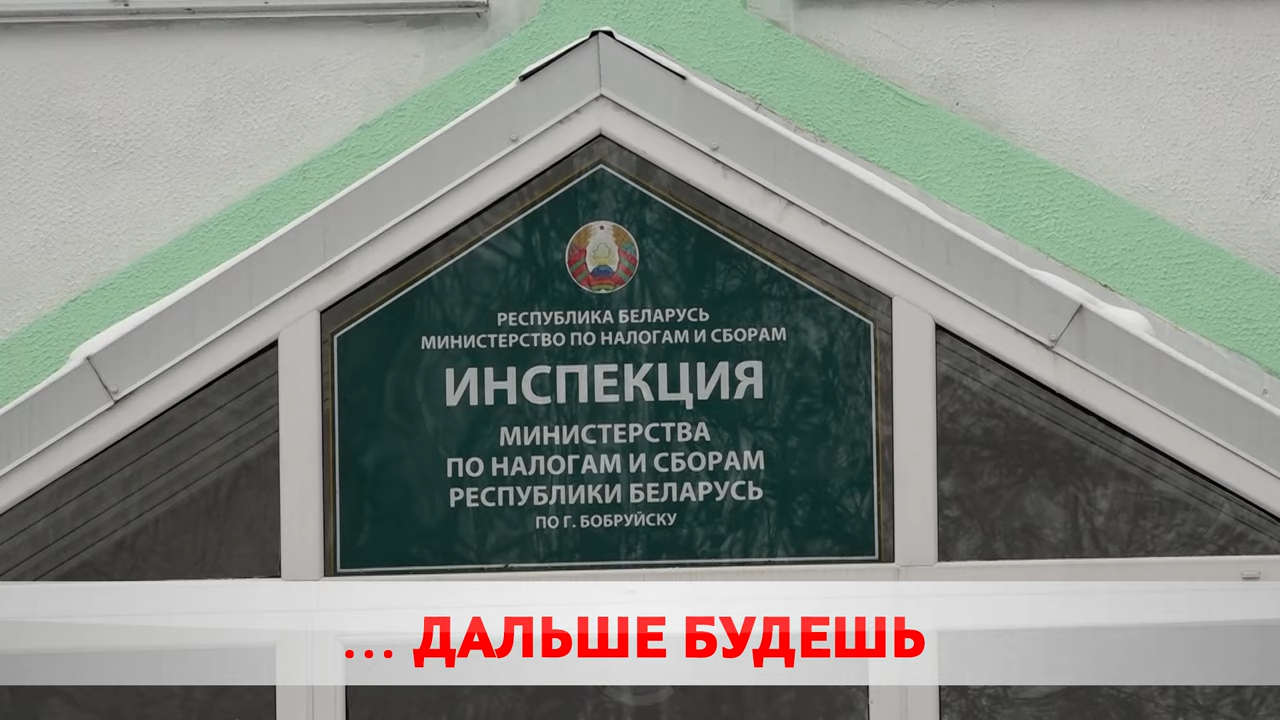 РЕСПУБЛИКА БЕЛАРУСЬ
МИНИСТЕРСТВО ПО НАЛОГАМ И СБОРАМ
ИНСПЕКЦИЯ
МИНИСТЕРСТВА
ПО НАЛОГАМ И СБОРАМ
РЕСПУБЛИКИ БЕЛАРУСЬ
ПО Г. БОБРУЙСКУ
... ДАЛЬШЕ БУДЕШЬ